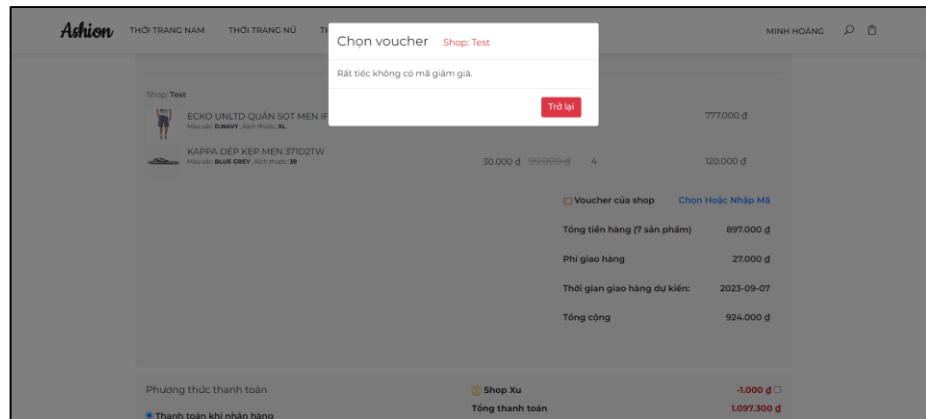 Ashion THỜI TRANG NAM THỜI TRANG NỮ MINH HOÀNG
Chọn voucher Shop: Test
Rất tiếc không có mã giảm giá.
Trở lại
Shop: Test
ECKO UNLTD QUẦN SỌT MEN 777.000 đ
Màu sắc: D.NAVY , Kích thước: XL
KAPPA DÉP KẸP MEN 371D2TW
Màu sắc: BLUE GREY , Kích thước: 39
30.000 đ 99.000 đ 4 120.000 đ
Voucher của shop Chọn Hoặc Nhập Mã
Tổng tiền hàng (7 sản phẩm) 897.000 đ
Phí giao hàng 27.000 đ
Thời gian giao hàng dự kiến: 2023-09-07
Tổng cộng 924.000 đ
Phương thức thanh toán Shop Xu -1.000 đ
Thanh toán khi nhận hàng Tổng thanh toán 1.097.300 đ